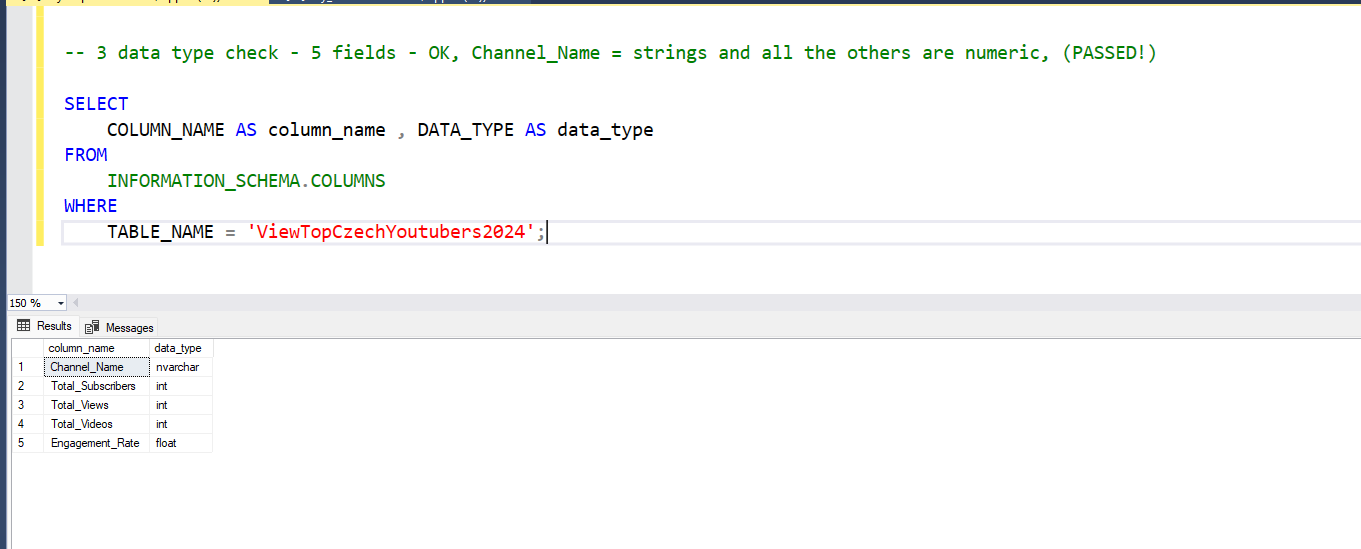 -- 3 data type check - 5 fields - OK, Channel_Name = strings and all the others are numeric, (PASSED!)
SELECT
COLUMN_NAME AS column_name , DATA_TYPE AS data_type
FROM
INFORMATION_SCHEMA.COLUMNS
WHERE
TABLE_NAME = 'ViewTopCzechYoutubers2024';
150 %
Results Messages
column_name data_type
1 Channel_Name nvarchar
2 Total_Subscribers int
3 Total_Views int
4 Total_Videos int
5 Engagement_Rate float